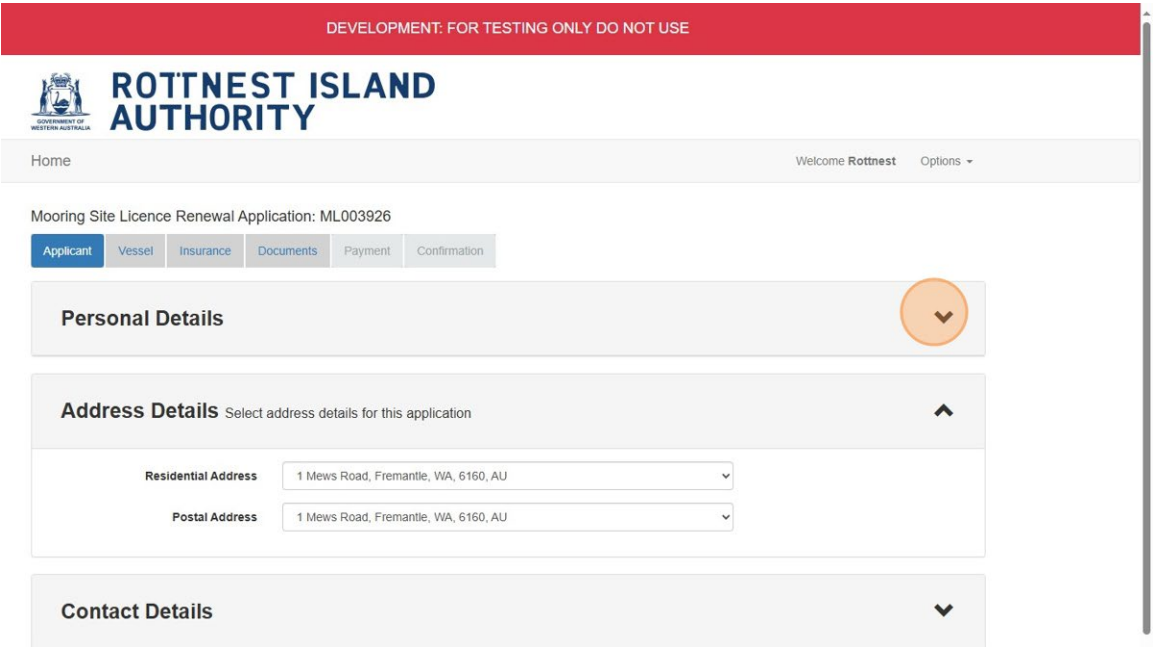 DEVELOPMENT: FOR TESTING ONLY DO NOT USE
GOVERNMENT OF
WESTERN AUSTRALIA
ROTTNEST ISLAND
AUTHORITY
Home
Welcome Rottnest Options
Mooring Site Licence Renewal Application: ML003926
Applicant Vessel Insurance Documents Payment Confirmation
Personal Details
Address Details Select address details for this application
Residential Address 1 Mews Road, Fremantle, WA, 6160, AU
Postal Address 1 Mews Road, Fremantle, WA, 6160, AU
Contact Details